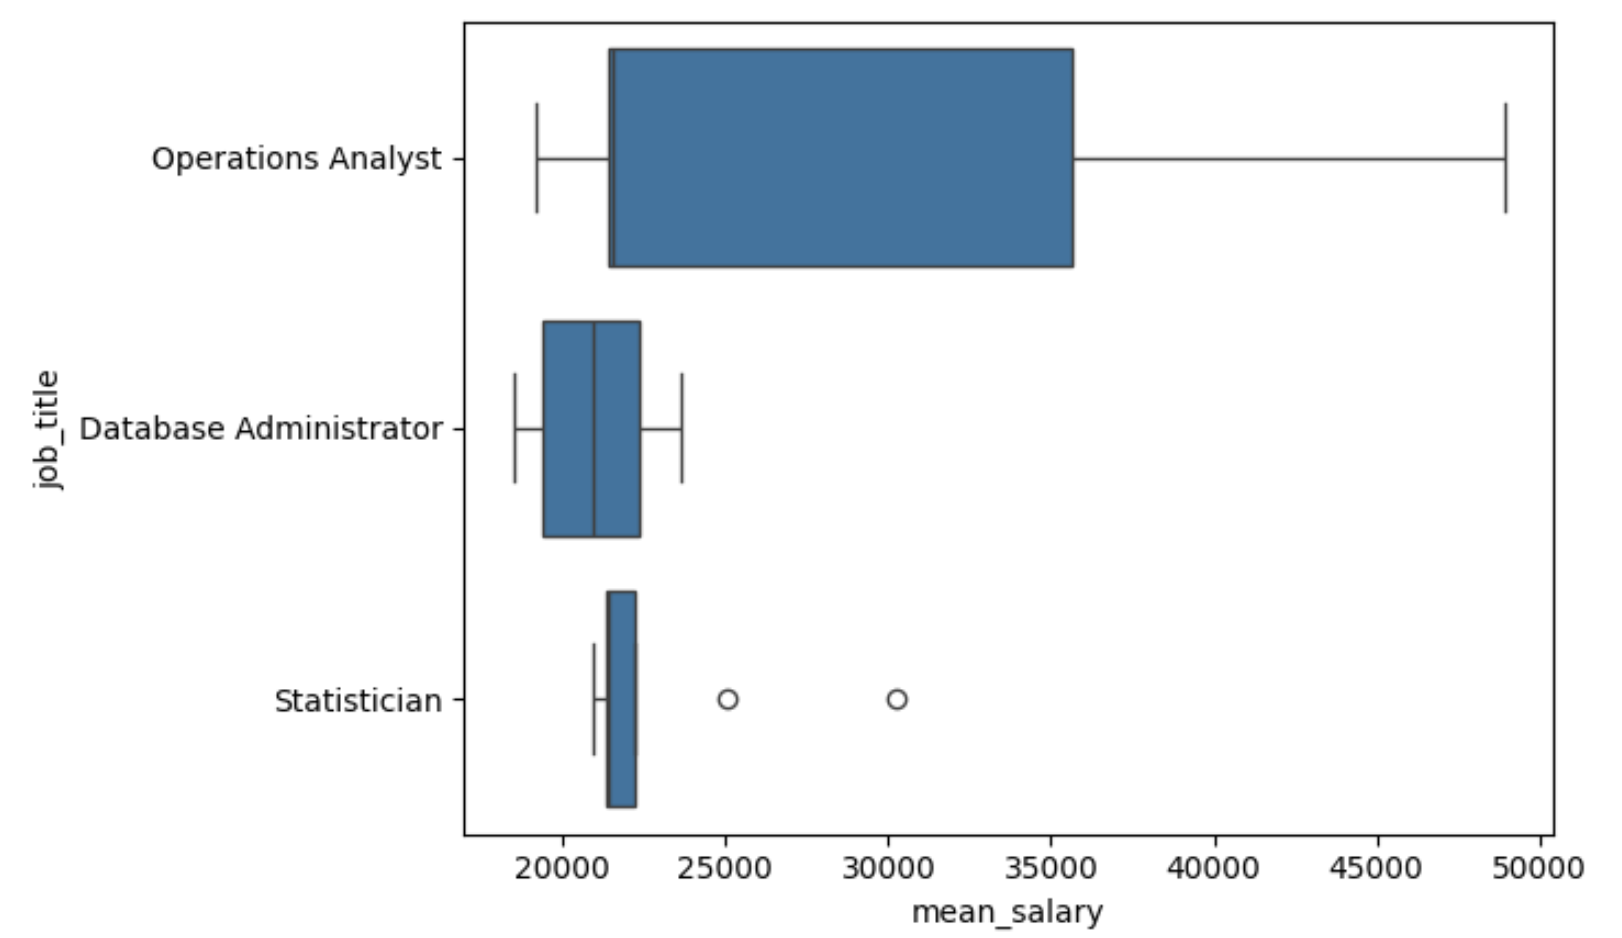 Operations Analyst
job_title
Database Administrator
Statistician
20000 25000 30000 35000 40000 45000 50000
mean_salary